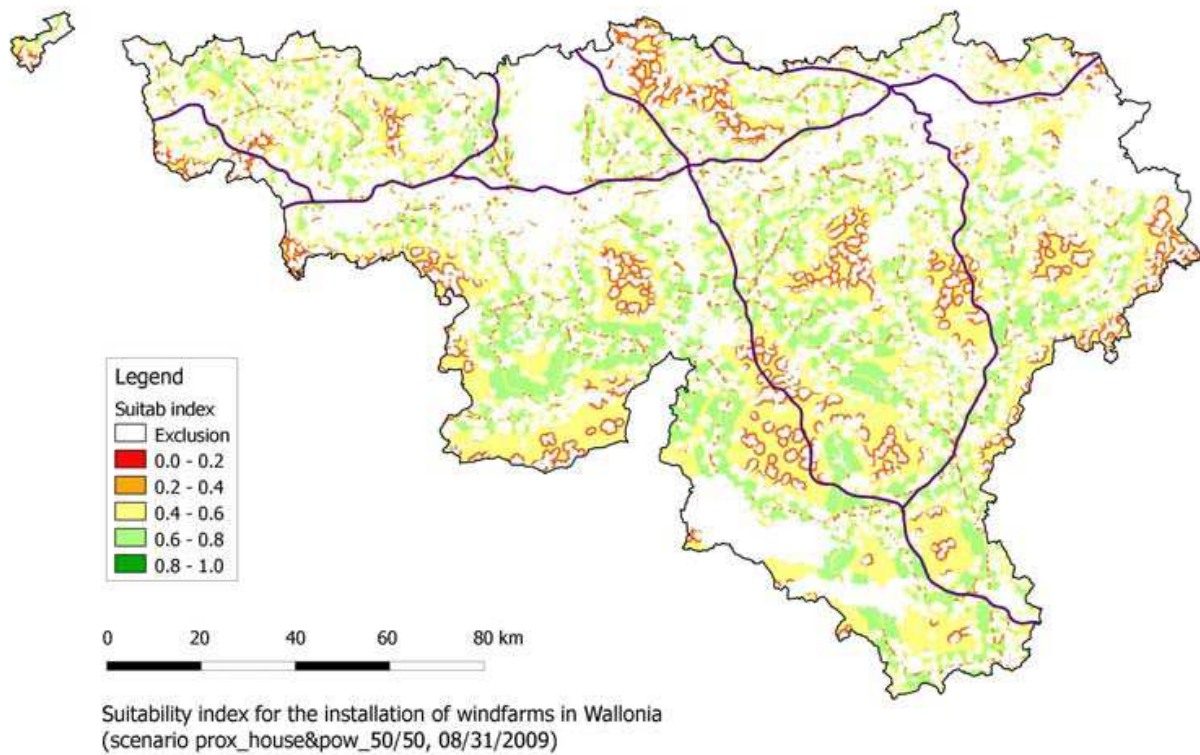 Legend
Suitab index
Exclusion
0.0 - 0.2
0.2 - 0.4
0.4 - 0.6
0.6 - 0.8
0.8 - 1.0
0 20 40 60 80 km
Suitability index for the installation of windfarms in Wallonia
(scenario prox_house&pow_50/50, 08/31/2009)